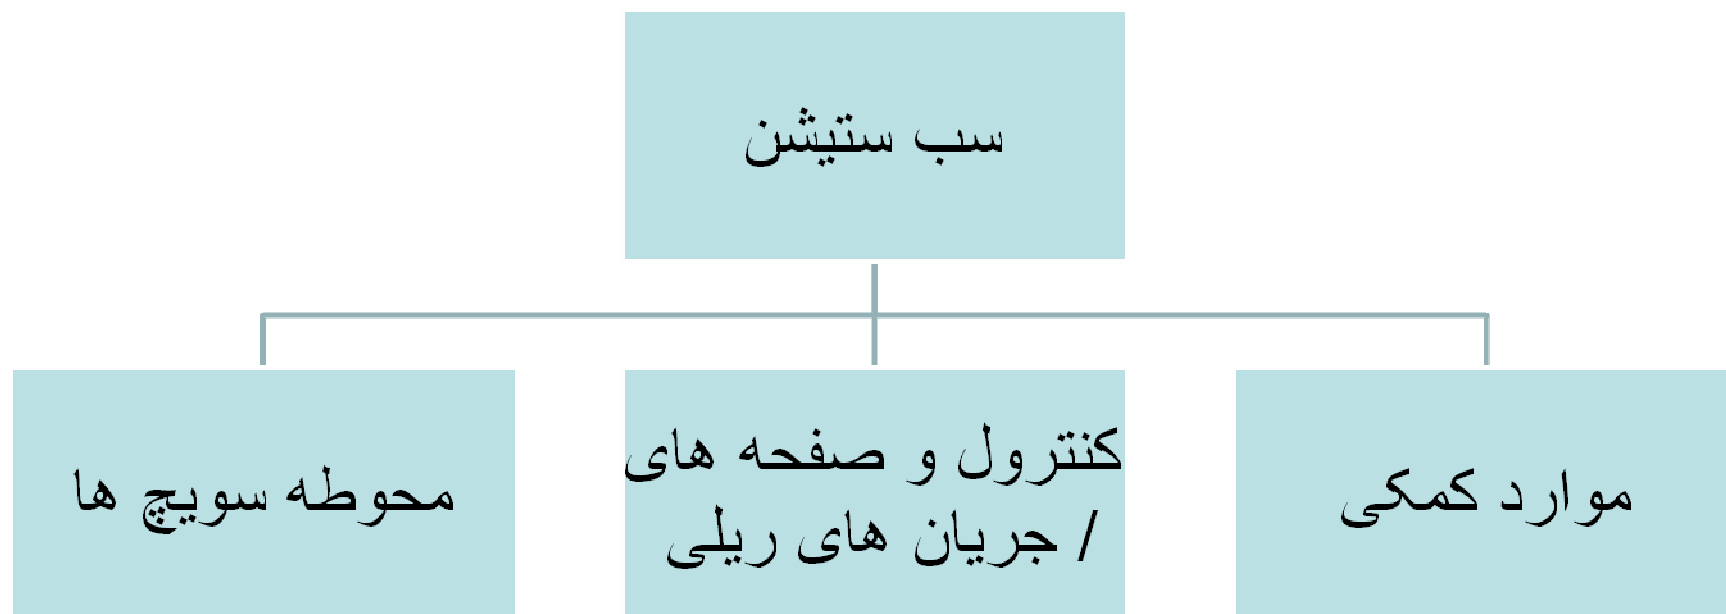 سب ستیشن
موارد کمکی
کنترول و صفحه های
/ جریان های ریلی
محوطه سویچ ها